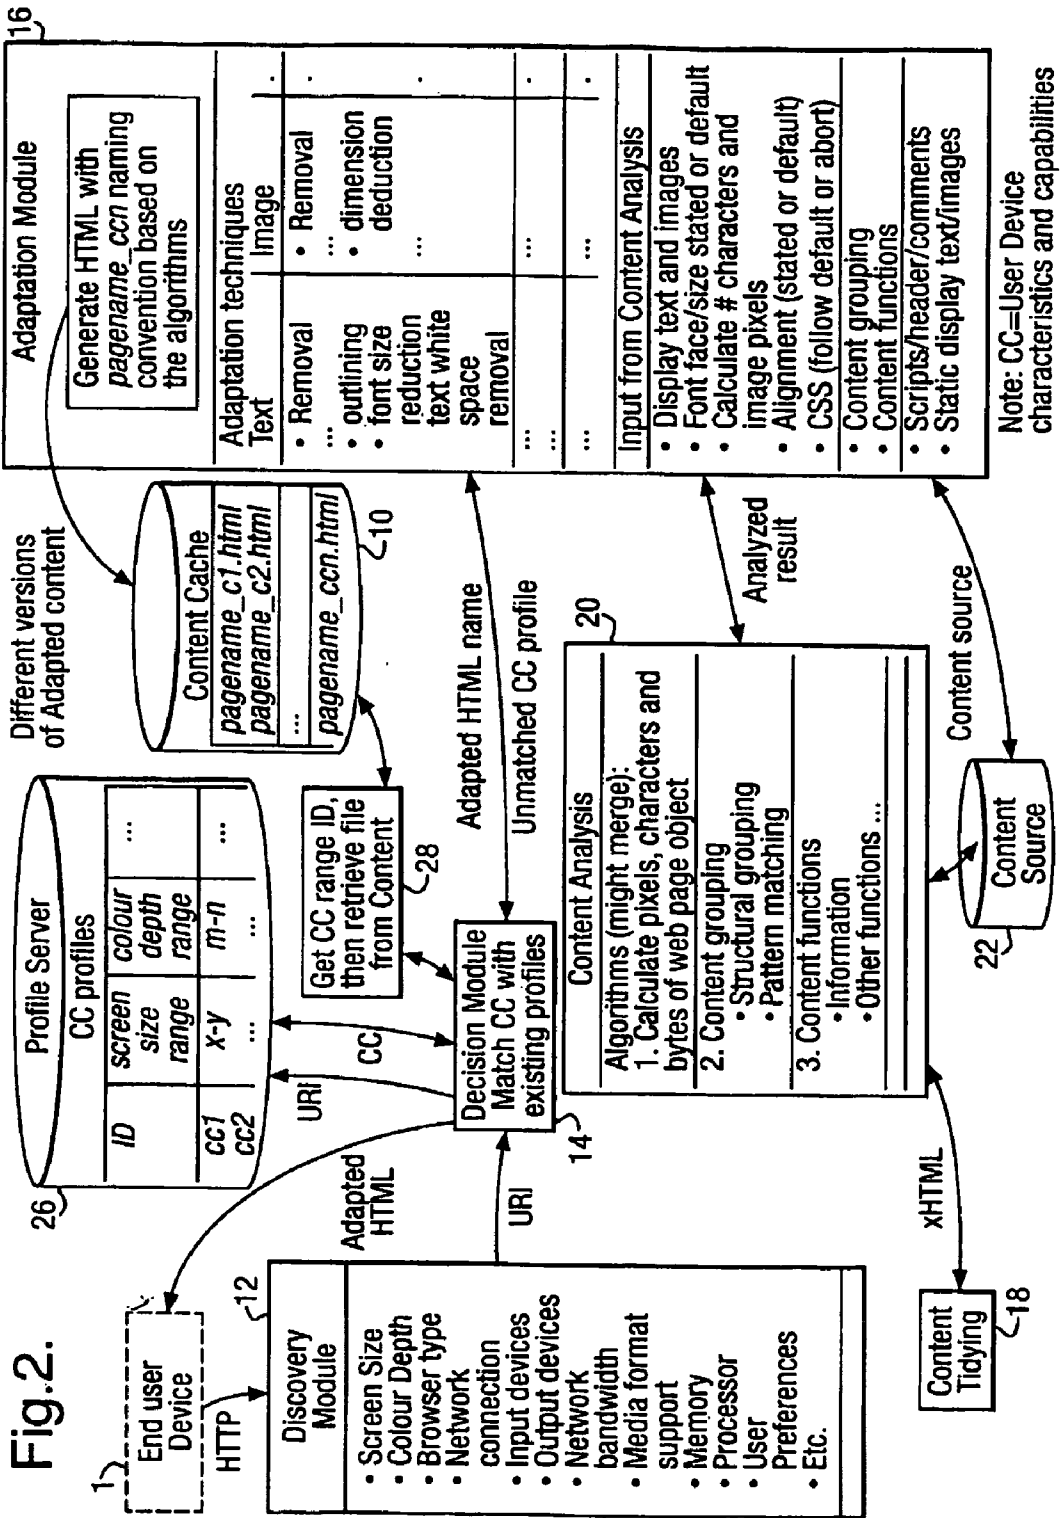 Fig.2.
1
End user
Device
HTTP
12
Discovery
Module
• Screen Size
• Colour Depth
• Browser type
• Network
connection
• Input devices
• Output devices
• Network
bandwidth
• Media format
support
• Memory
• Processor
• User
Preferences
• Etc.
Content
Tidying
18
xHTML
URI
Adapted
HTML
26
Profile Server
CC profiles
ID
screen
size
range
colour
depth
range
...
cc1
x-y
m-n
...
cc2
...
...
URI
CC
Decision Module
Match CC with
existing profiles
14
Get CC range ID,
then retrieve file
from Content
28
Different versions
of Adapted content
Content Cache
pagename_c1.html
pagename_c2.html
...
pagename_ccn.html
10
Adapted HTML name
Unmatched CC profile
20
Content Analysis
Algorithms (might merge):
1. Calculate pixels, characters and
bytes of web page object
2. Content grouping
• Structural grouping
• Pattern matching
3. Content functions
• Information
• Other functions ...
Analyzed
result
22
Content
Source
Content source
16
Adaptation Module
Generate HTML with
pagename_ccn naming
convention based on
the algorithms
Adaptation techniques
Text
Image
• Removal
...
• outlining
• font size
reduction
text white
space
removal
• Removal
...
• dimension
deduction
...
...
...
...
...
Input from Content Analysis
• Display text and images
• Font face/size stated or default
• Calculate # characters and
image pixels
• Alignment (stated or default)
• CSS (follow default or abort)
• Content grouping
• Content functions
• Scripts/header/comments
• Static display text/images
Note: CC=User Device
characteristics and capabilities